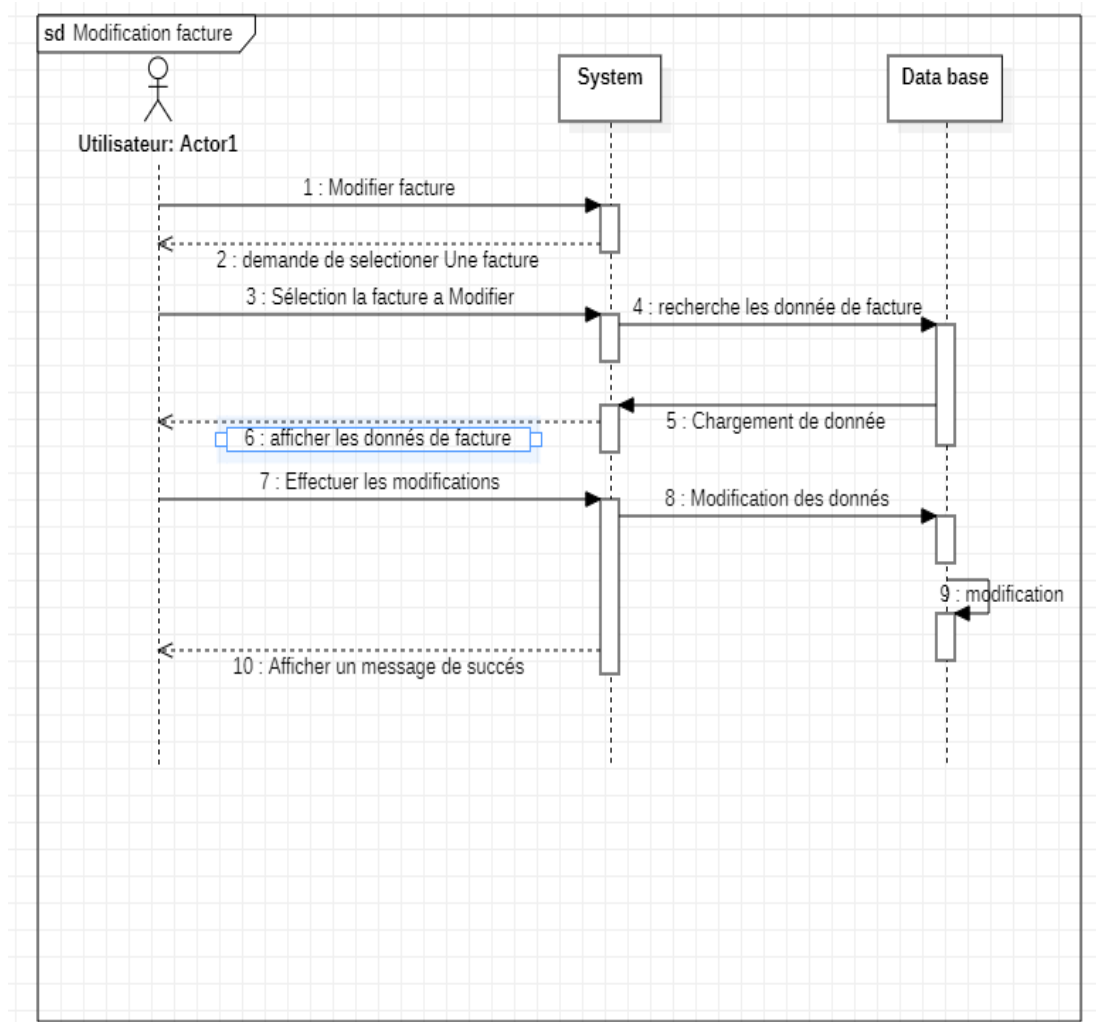 sd Modification facture
System
Data base
Utilisateur: Actor1
1 : Modifier facture
2 : demande de selectioner Une facture
3 : Sélection la facture a Modifier
4 : recherche les donnée de facture
5 : Chargement de donnée
6 : afficher les donnés de facture
7 : Effectuer les modifications
8 : Modification des donnés
9 : modification
10 : Afficher un message de succés